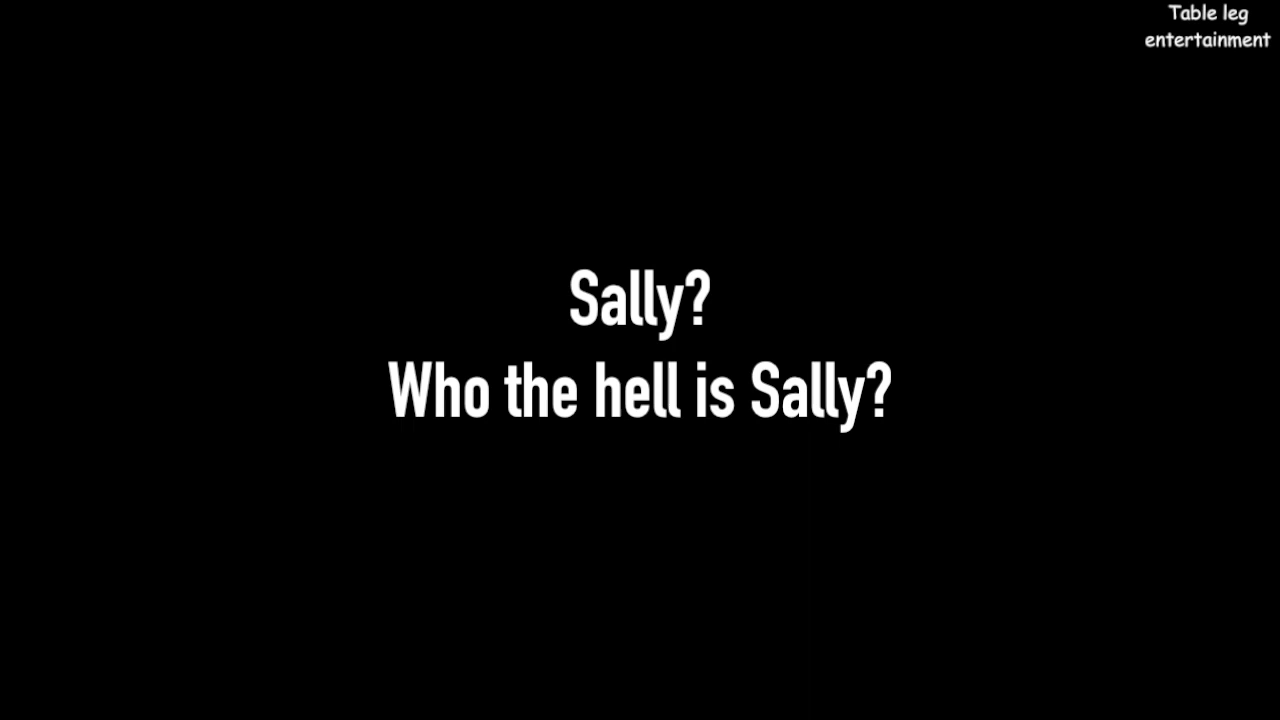 Table leg
entertainment
Sally?
Who the hell is Sally?